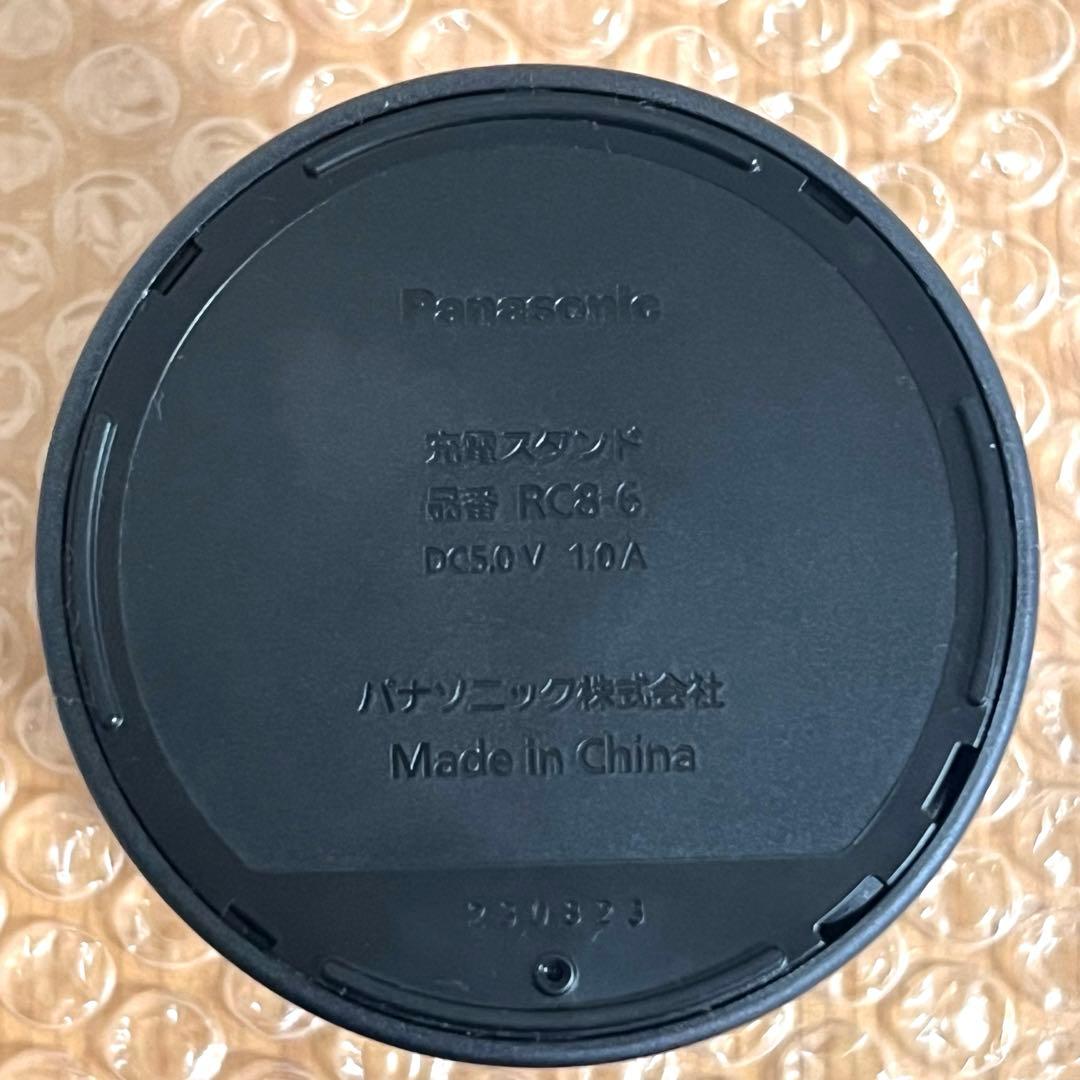 Panasonic
充電スタンド
品番 RC8-6
DC5.0V 1.0A
パナソニック株式会社
Made in China
230823